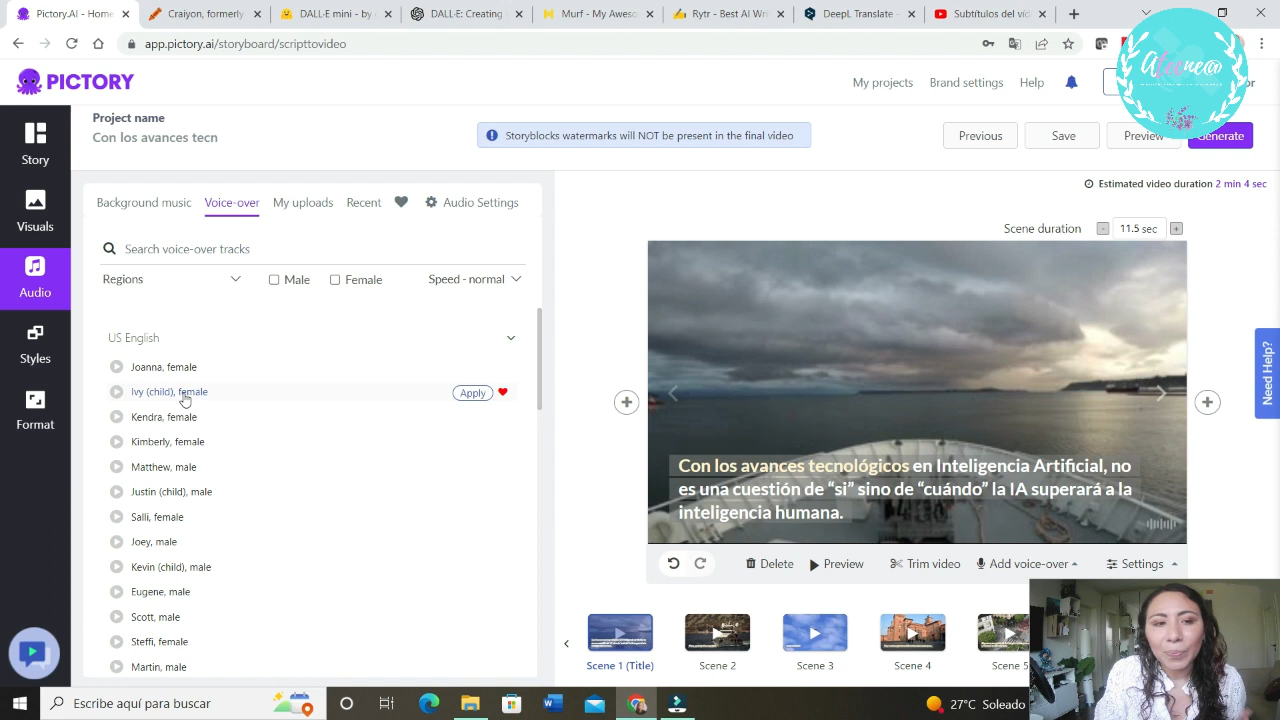 Pictory - Home
Craiyon, formerly
DALL·E mini - by
DALL·E: Creating
Murf - My Aweso
Rytr - Best AI Wri
DeepL Translate -
Subtítulos del víd
app.pictory.ai/storyboard/scripttovideo
PICTORY
My projects
Brand settings
Help
Project name
Con los avances tecn
Storyblocks watermarks will NOT be present in the final video
Previous
Save
Preview
Generate
Story
Visuals
Audio
Styles
Format
Background music
Voice-over
My uploads
Recent
Audio Settings
Estimated video duration 2 min 4 sec
Search voice-over tracks
Scene duration
- 11.5 sec +
Regions
Male
Female
Speed - normal
US English
Joanna, female
Ivy (child), female
Apply
Kendra, female
Kimberly, female
Matthew, male
Justin (child), male
Salli, female
Joey, male
Kevin (child), male
Eugene, male
Scott, male
Steffi, female
Martin, male
Need Help?
Con los avances tecnológicos en Inteligencia Artificial, no
es una cuestión de “si” sino de “cuándo” la IA superará a la
inteligencia humana.
Delete
Preview
Trim video
Add voice-over
Settings
Scene 1 (Title)
Scene 2
Scene 3
Scene 4
Scene 5
Escribe aquí para buscar
27°C Soleado